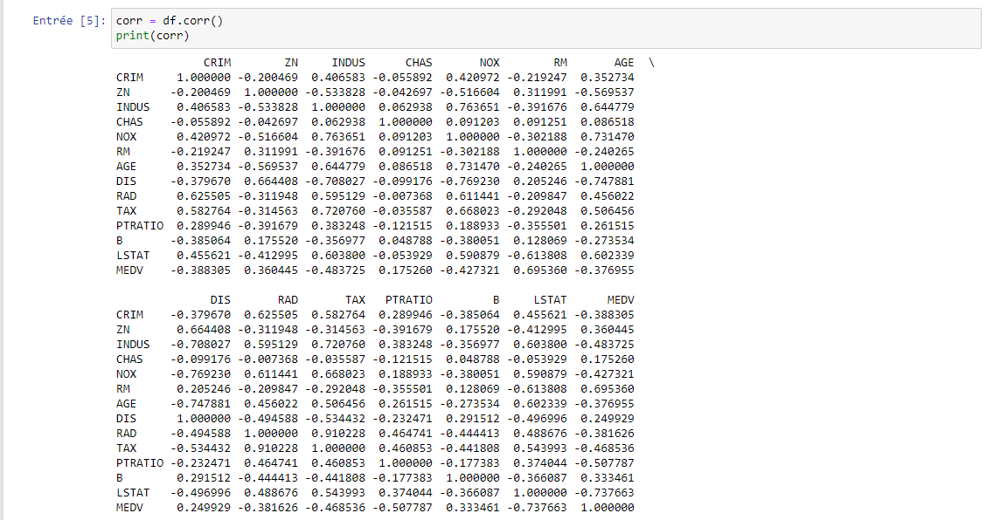 Entrée [5]: corr = df.corr()
print(corr)
CRIM ZN INDUS CHAS NOX RM AGE \
CRIM 1.000000 -0.200469 0.406583 -0.055892 0.420972 -0.219247 0.352734
ZN -0.200469 1.000000 -0.533828 -0.042697 -0.516604 0.311991 -0.569537
INDUS 0.406583 -0.533828 1.000000 0.062938 0.763651 -0.391676 0.644779
CHAS -0.055892 -0.042697 0.062938 1.000000 0.091203 0.091251 0.086518
NOX 0.420972 -0.516604 0.763651 0.091203 1.000000 -0.302188 0.731470
RM -0.219247 0.311991 -0.391676 0.091251 -0.302188 1.000000 -0.240265
AGE 0.352734 -0.569537 0.644779 0.086518 0.731470 -0.240265 1.000000
DIS -0.379670 0.664408 -0.708027 -0.099176 -0.769230 0.205246 -0.747881
RAD 0.625505 -0.311948 0.595129 -0.007368 0.611441 -0.209847 0.456022
TAX 0.582764 -0.314563 0.720760 -0.035587 0.668023 -0.292048 0.506456
PTRATIO 0.289946 -0.391679 0.383248 -0.121515 0.188933 -0.355501 0.261515
B -0.385064 0.175520 -0.356977 0.048788 -0.380051 0.128069 -0.273534
LSTAT 0.455621 -0.412995 0.603800 -0.053929 0.590879 -0.613808 0.602339
MEDV -0.388305 0.360445 -0.483725 0.175260 -0.427321 0.695360 -0.376955
DIS RAD TAX PTRATIO B LSTAT MEDV
CRIM -0.379670 0.625505 0.582764 0.289946 -0.385064 0.455621 -0.388305
ZN 0.664408 -0.311948 -0.314563 -0.391679 0.175520 -0.412995 0.360445
INDUS -0.708027 0.595129 0.720760 0.383248 -0.356977 0.603800 -0.483725
CHAS -0.099176 -0.007368 -0.035587 -0.121515 0.048788 -0.053929 0.175260
NOX -0.769230 0.611441 0.668023 0.188933 -0.380051 0.590879 -0.427321
RM 0.205246 -0.209847 -0.292048 -0.355501 0.128069 -0.613808 0.695360
AGE -0.747881 0.456022 0.506456 0.261515 -0.273534 0.602339 -0.376955
DIS 1.000000 -0.494588 -0.534432 -0.232471 0.291512 -0.496996 0.249929
RAD -0.494588 1.000000 0.910228 0.464741 -0.444413 0.488676 -0.381626
TAX -0.534432 0.910228 1.000000 0.460853 -0.441808 0.543993 -0.468536
PTRATIO -0.232471 0.464741 0.460853 1.000000 -0.177383 0.374044 -0.507787
B 0.291512 -0.444413 -0.441808 -0.177383 1.000000 -0.366087 0.333461
LSTAT -0.496996 0.488676 0.543993 0.374044 -0.366087 1.000000 -0.737663
MEDV 0.249929 -0.381626 -0.468536 -0.507787 0.333461 -0.737663 1.000000